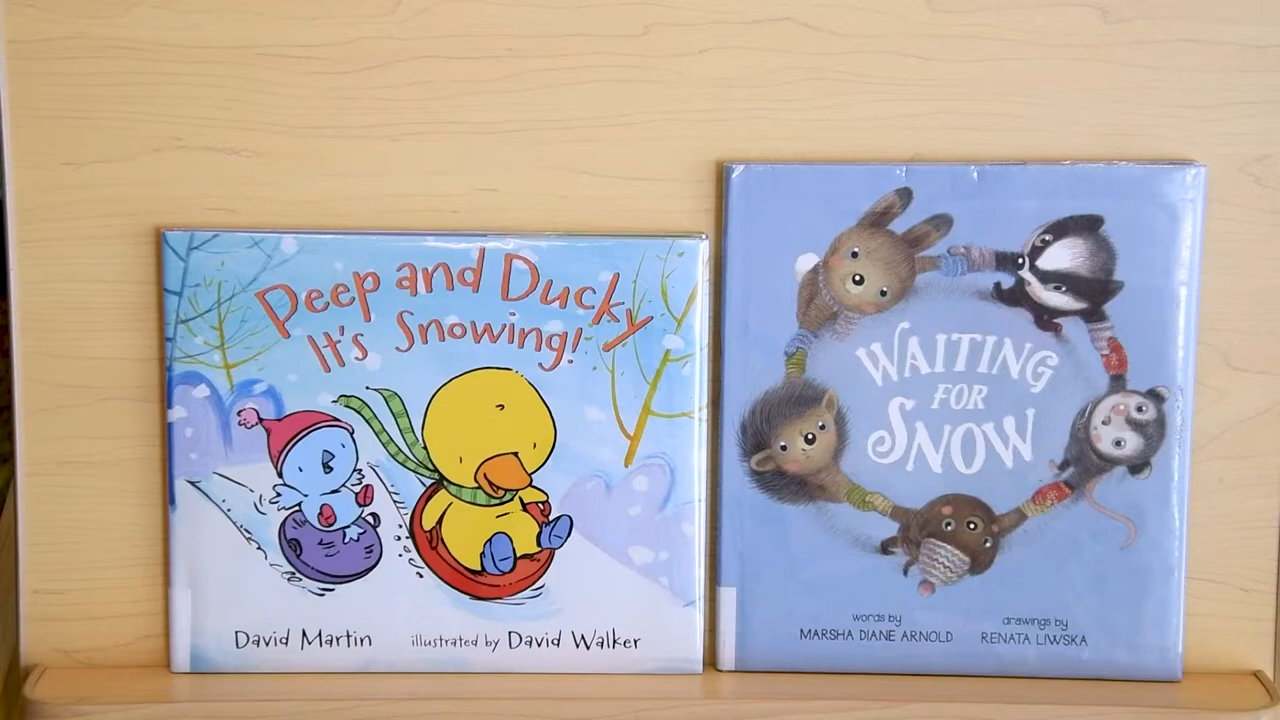 Peep and Ducky
It's Snowing!
David Martin
illustrated by David Walker
WAITING
FOR
SNOW
words by
MARSHA DIANE ARNOLD
drawings by
RENATA LIWSKA